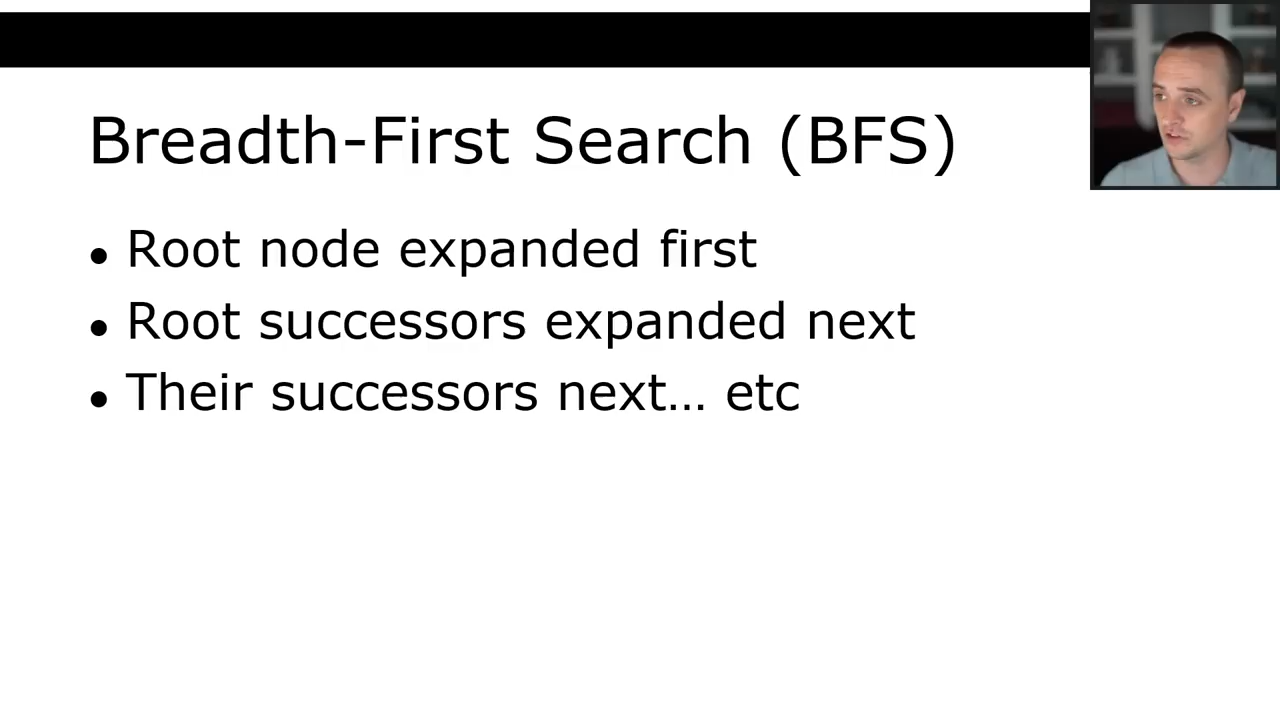 Breadth-First Search (BFS)
● Root node expanded first
● Root successors expanded next
● Their successors next… etc